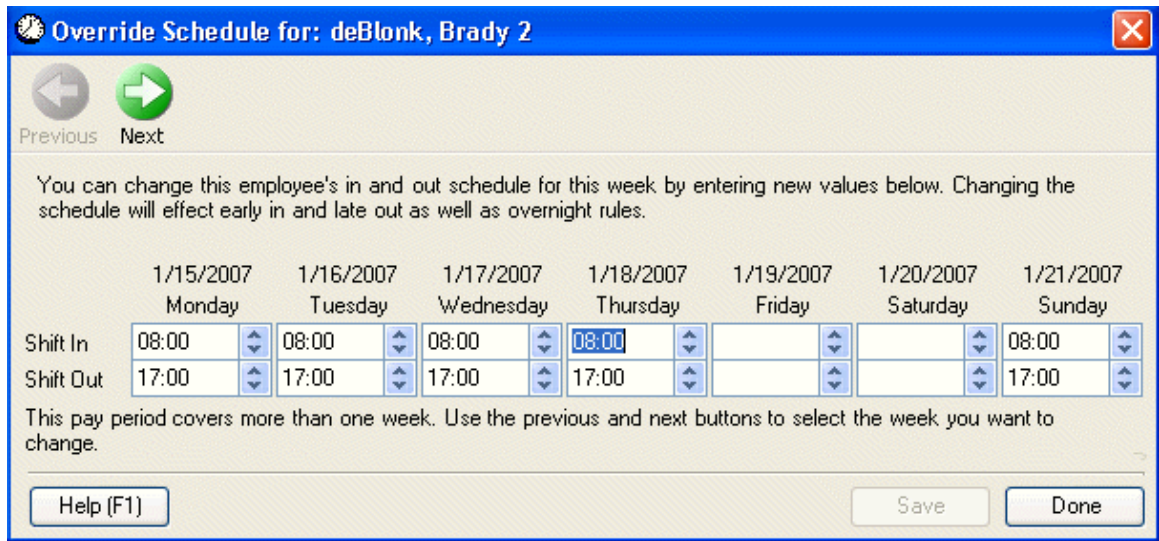 Override Schedule for: deBlonk, Brady 2
Previous Next
You can change this employee's in and out schedule for this week by entering new values below. Changing the
schedule will effect early in and late out as well as overnight rules.
1/15/2007 1/16/2007 1/17/2007 1/18/2007 1/19/2007 1/20/2007 1/21/2007
Monday Tuesday Wednesday Thursday Friday Saturday Sunday
Shift In 08:00 08:00 08:00 08:00 08:00
Shift Out 17:00 17:00 17:00 17:00 17:00
This pay period covers more than one week. Use the previous and next buttons to select the week you want to
change.
Help (F1) Save Done